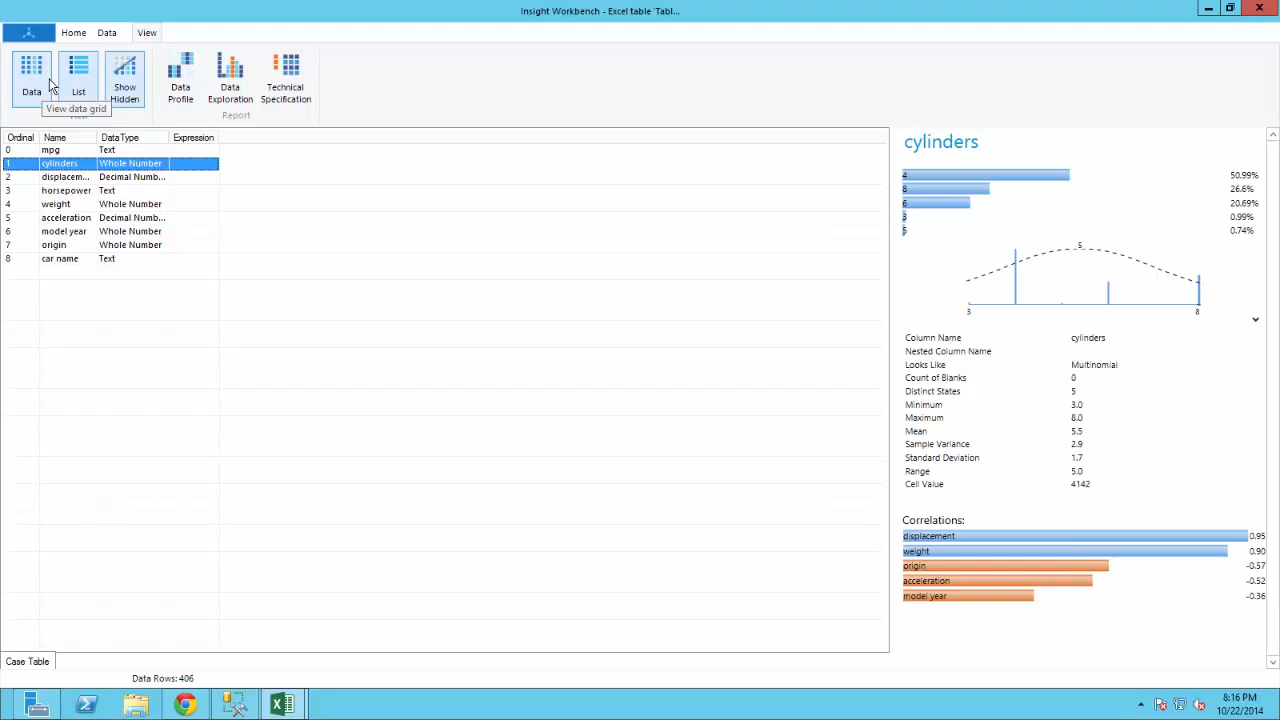 Insight Workbench - Excel table 'Tabl...
Home Data View
Data List Show Hidden Data Profile Data Exploration Technical Specification
View data grid
Report
Ordinal Name DataType Expression
0 mpg Text
1 cylinders Whole Number
2 displacem... Decimal Numb...
3 horsepower Text
4 weight Whole Number
5 acceleration Decimal Numb...
6 model year Whole Number
7 origin Whole Number
8 car name Text
cylinders
4 50.99%
8 26.6%
6 20.69%
3 0.99%
5 0.74%
5
3 8
Column Name cylinders
Nested Column Name
Looks Like Multinomial
Count of Blanks 0
Distinct States 5
Minimum 3.0
Maximum 8.0
Mean 5.5
Sample Variance 2.9
Standard Deviation 1.7
Range 5.0
Cell Value 4142
Correlations:
displacement 0.95
weight 0.90
origin -0.57
acceleration -0.52
model year -0.36
Case Table
Data Rows: 406
8:16 PM
10/22/2014